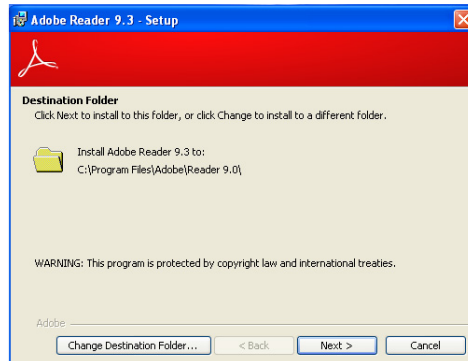 Adobe Reader 9.3 - Setup
Destination Folder
Click Next to install to this folder, or click Change to install to a different folder.
Install Adobe Reader 9.3 to:
C:\Program Files\Adobe\Reader 9.0\
WARNING: This program is protected by copyright law and international treaties.
Adobe
Change Destination Folder... < Back Next > Cancel